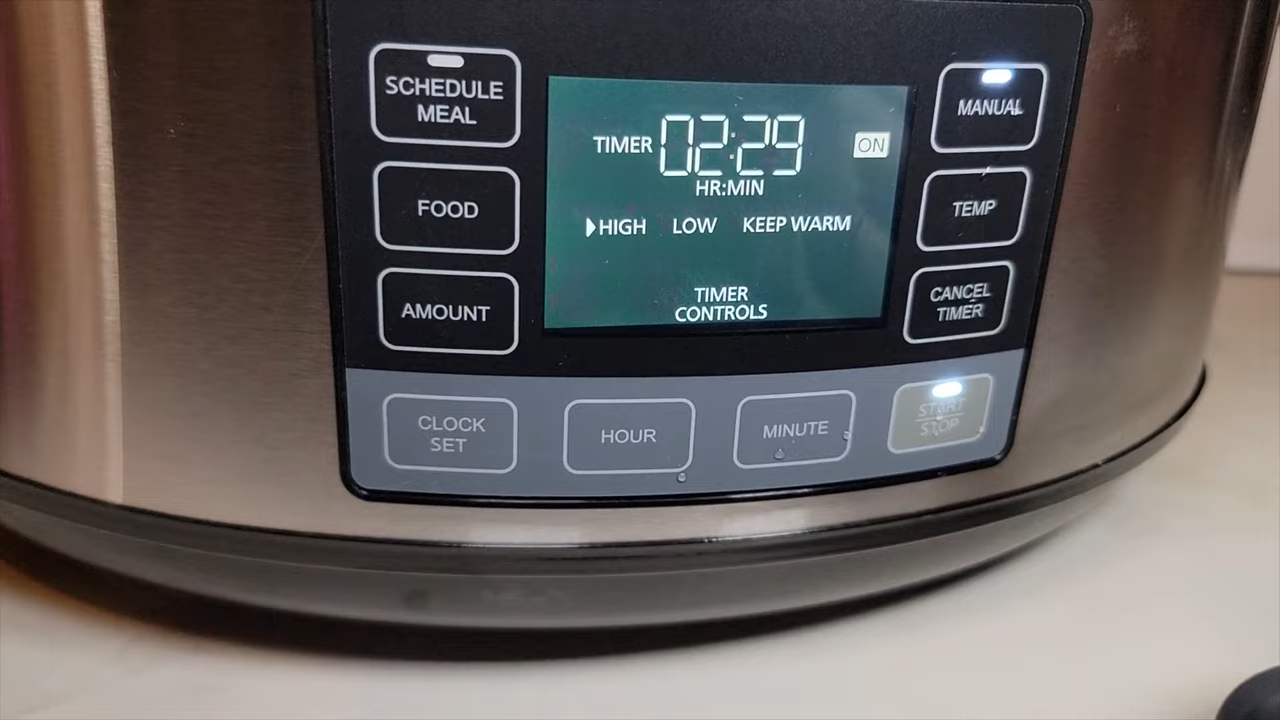 SCHEDULE
MEAL
FOOD
AMOUNT
TIMER 02:29 ON
HR:MIN
HIGH LOW KEEP WARM
TIMER
CONTROLS
MANUAL
TEMP
CANCEL
TIMER
CLOCK
SET
HOUR
MINUTE
START
STOP